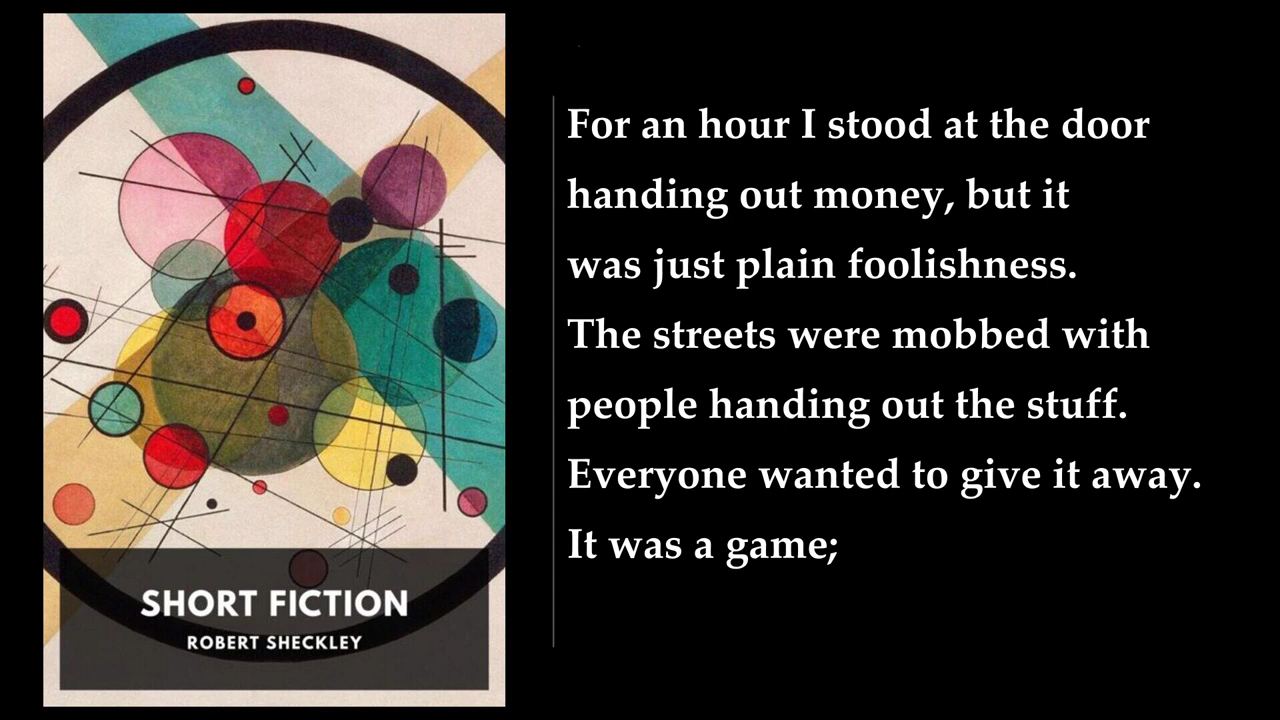 SHORT FICTION
ROBERT SHECKLEY
For an hour I stood at the door
handing out money, but it
was just plain foolishness.
The streets were mobbed with
people handing out the stuff.
Everyone wanted to give it away.
It was a game;